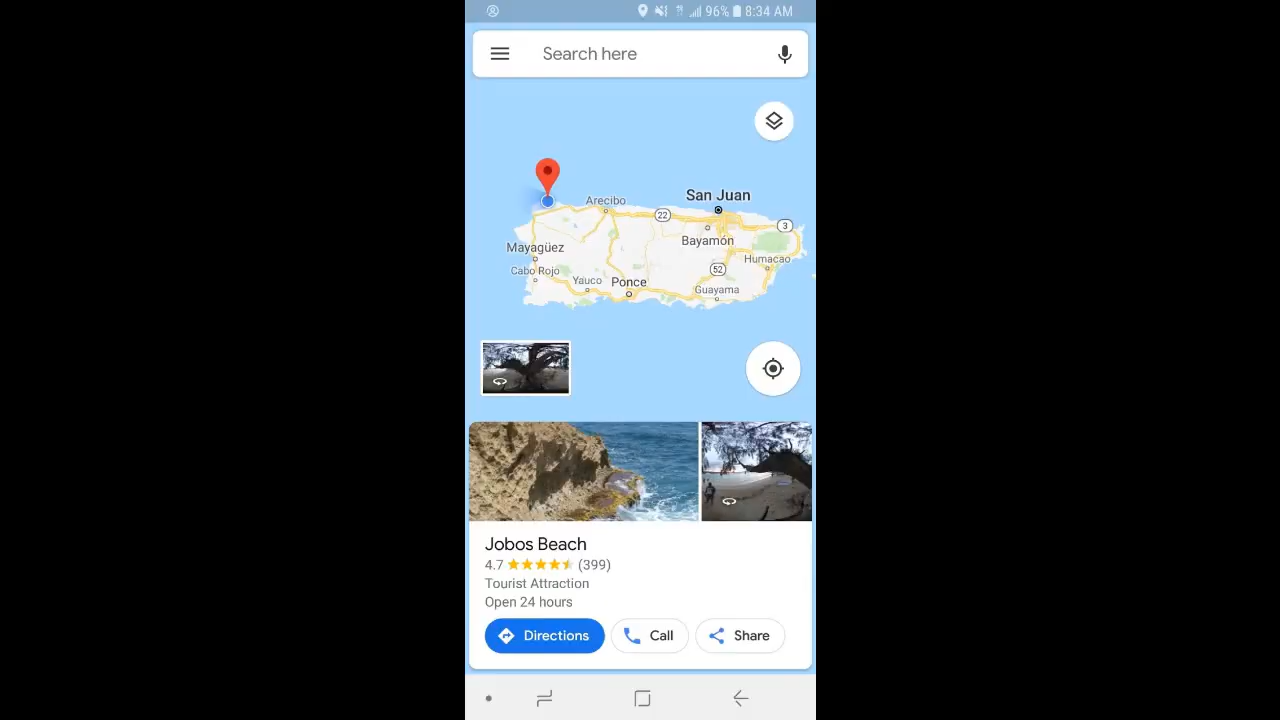 96% 8:34 AM
Search here
San Juan
Arecibo
22
3
Bayamón
Mayagüez
Humacao
Cabo Rojo
52
Yauco
Ponce
Guayama
Jobos Beach
4.7 (399)
Tourist Attraction
Open 24 hours
Directions Call Share